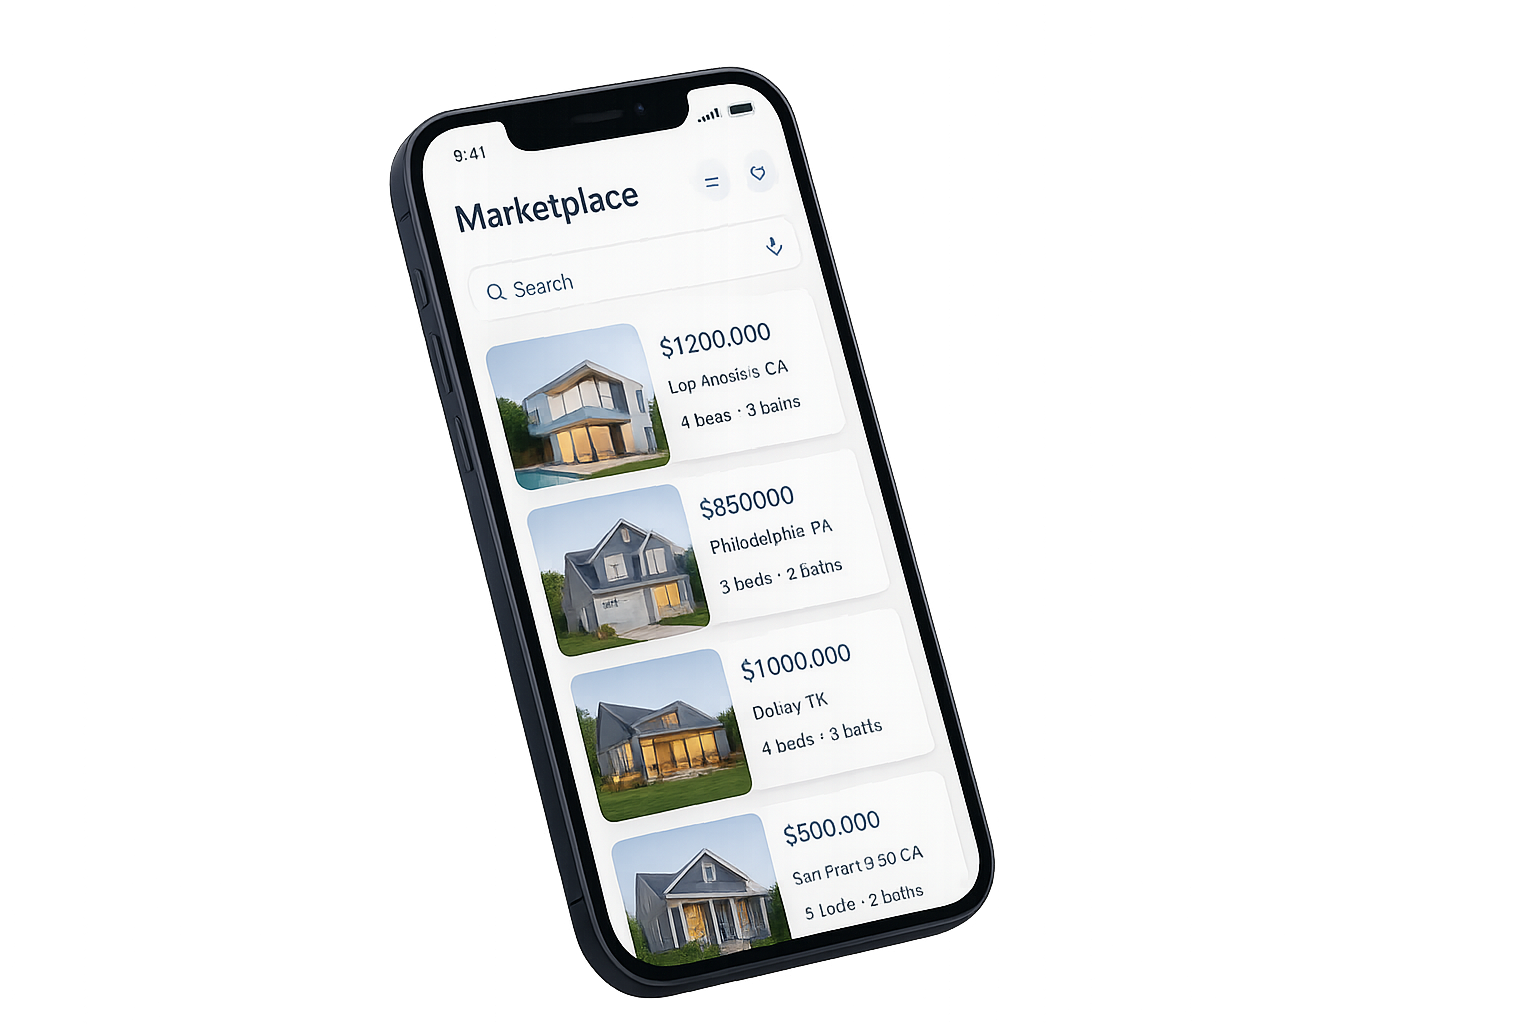 9:41
Marketplace
Search
$1200.000
Lop Anosis's CA
4 beas · 3 bains
$850000
Philodelphie PA
3 beds · 2 batns
$1000.000
Doliay TK
4 beds : 3 batts
$500.000
San Prart 9 50 CA
5 Lode · 2 boths